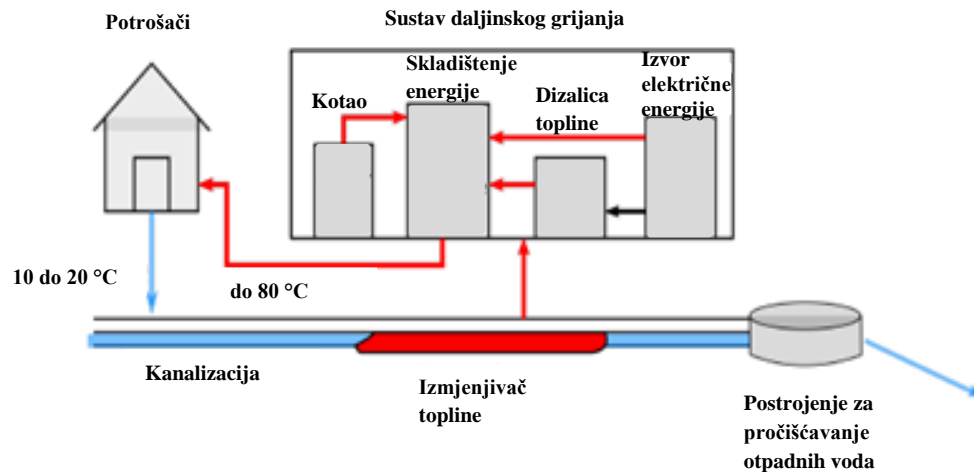 Sustav daljinskog grijanja
Potrošači
Skladištenje
energije
Kotao
Dizalica
topline
Izvor
električne
energije
10 do 20 °C
do 80 °C
Kanalizacija
Izmjenjivač
topline
Postrojenje za
pročišćavanje
otpadnih voda